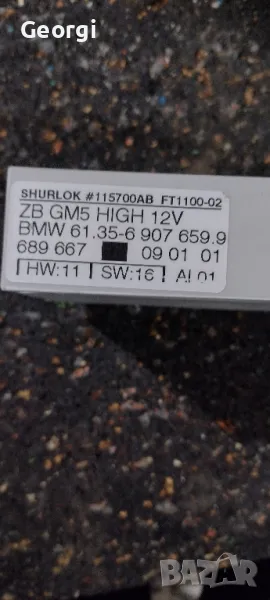 Georgi
SHURLOK #115700AB FT1100-02
ZB GM5 HIGH 12V
BMW 61.35-6 907 659.9
689 667 09 01 01
HW:11 SW:16 AI 01
BAZAR